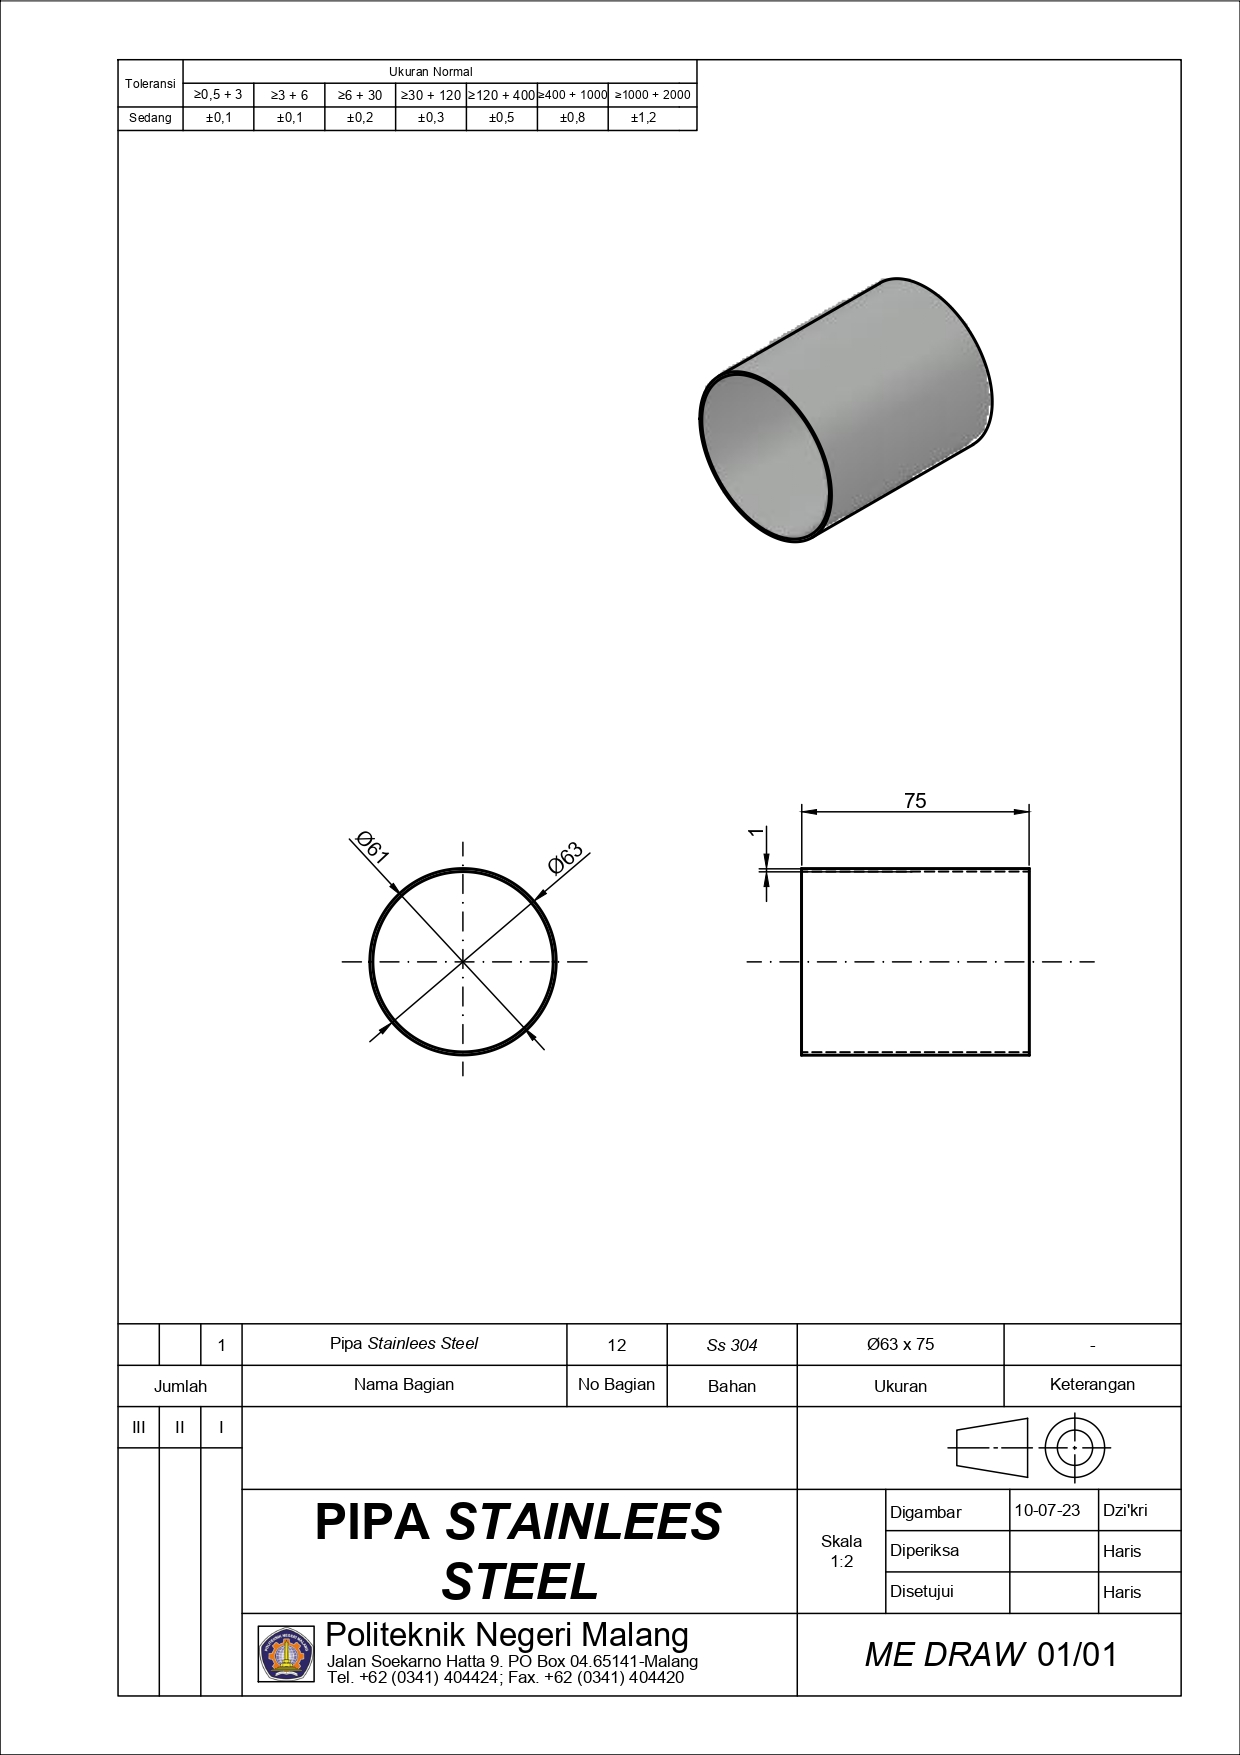 Toleransi
Ukuran Normal
≥0,5 + 3 ≥3 + 6 ≥6 + 30 ≥30 + 120 ≥120 + 400 ≥400 + 1000 ≥1000 + 2000
Sedang ±0,1 ±0,1 ±0,2 ±0,3 ±0,5 ±0,8 ±1,2
75
1
Ø61
Ø63
1 Pipa Stainlees Steel 12 Ss 304 Ø63 x 75 -
Jumlah Nama Bagian No Bagian Bahan Ukuran Keterangan
III II I
PIPA STAINLEES
STEEL
Skala
1:2
Digambar 10-07-23 Dzi'kri
Diperiksa Haris
Disetujui Haris
Politeknik Negeri Malang
Jalan Soekarno Hatta 9. PO Box 04.65141-Malang
Tel. +62 (0341) 404424; Fax. +62 (0341) 404420
ME DRAW 01/01